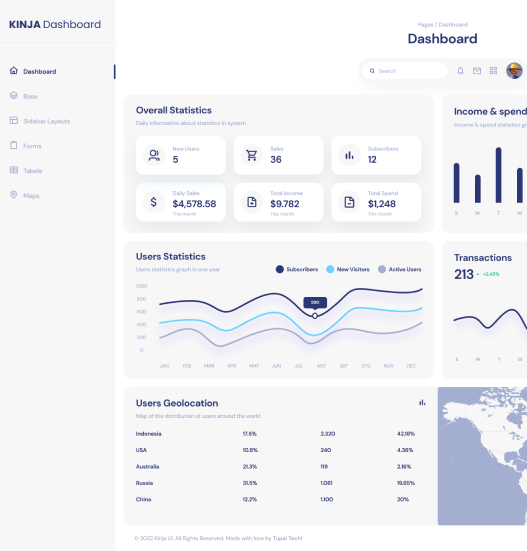 KINJA Dashboard
Dashboard
Base
Sidebar Layouts
Forms
Tabels
Maps
Pages / Dashboard
Dashboard
Search
Overall Statistics
Daily information about statistics in system
New Users
5
Sales
36
Subscribers
12
Daily Sales
$4,578.58
This month
Total Income
$9.782
This month
Total Spend
$1,248
This month
Income & spend
Income & spend statistics gr
S M T W
Users Statistics
Users statistics graph in one year
Subscribers New Visitors Active Users
1000
800
600
400
200
0
590
JAN FEB MAR APR MAY JUN JUL AGT SEP OTC NOV DEC
Transactions
213 +2.45%
S M T W
Users Geolocation
Map of the distribution of users around the world
Indonesia 17.5% 2,320 42.18%
USA 10.8% 240 4.36%
Australia 21.3% 119 2.16%
Russia 31.5% 1.081 19.65%
China 12.2% 1.100 20%
© 2022 Kinja UI. All Rights Reserved. Made with love by Tupai Tech!